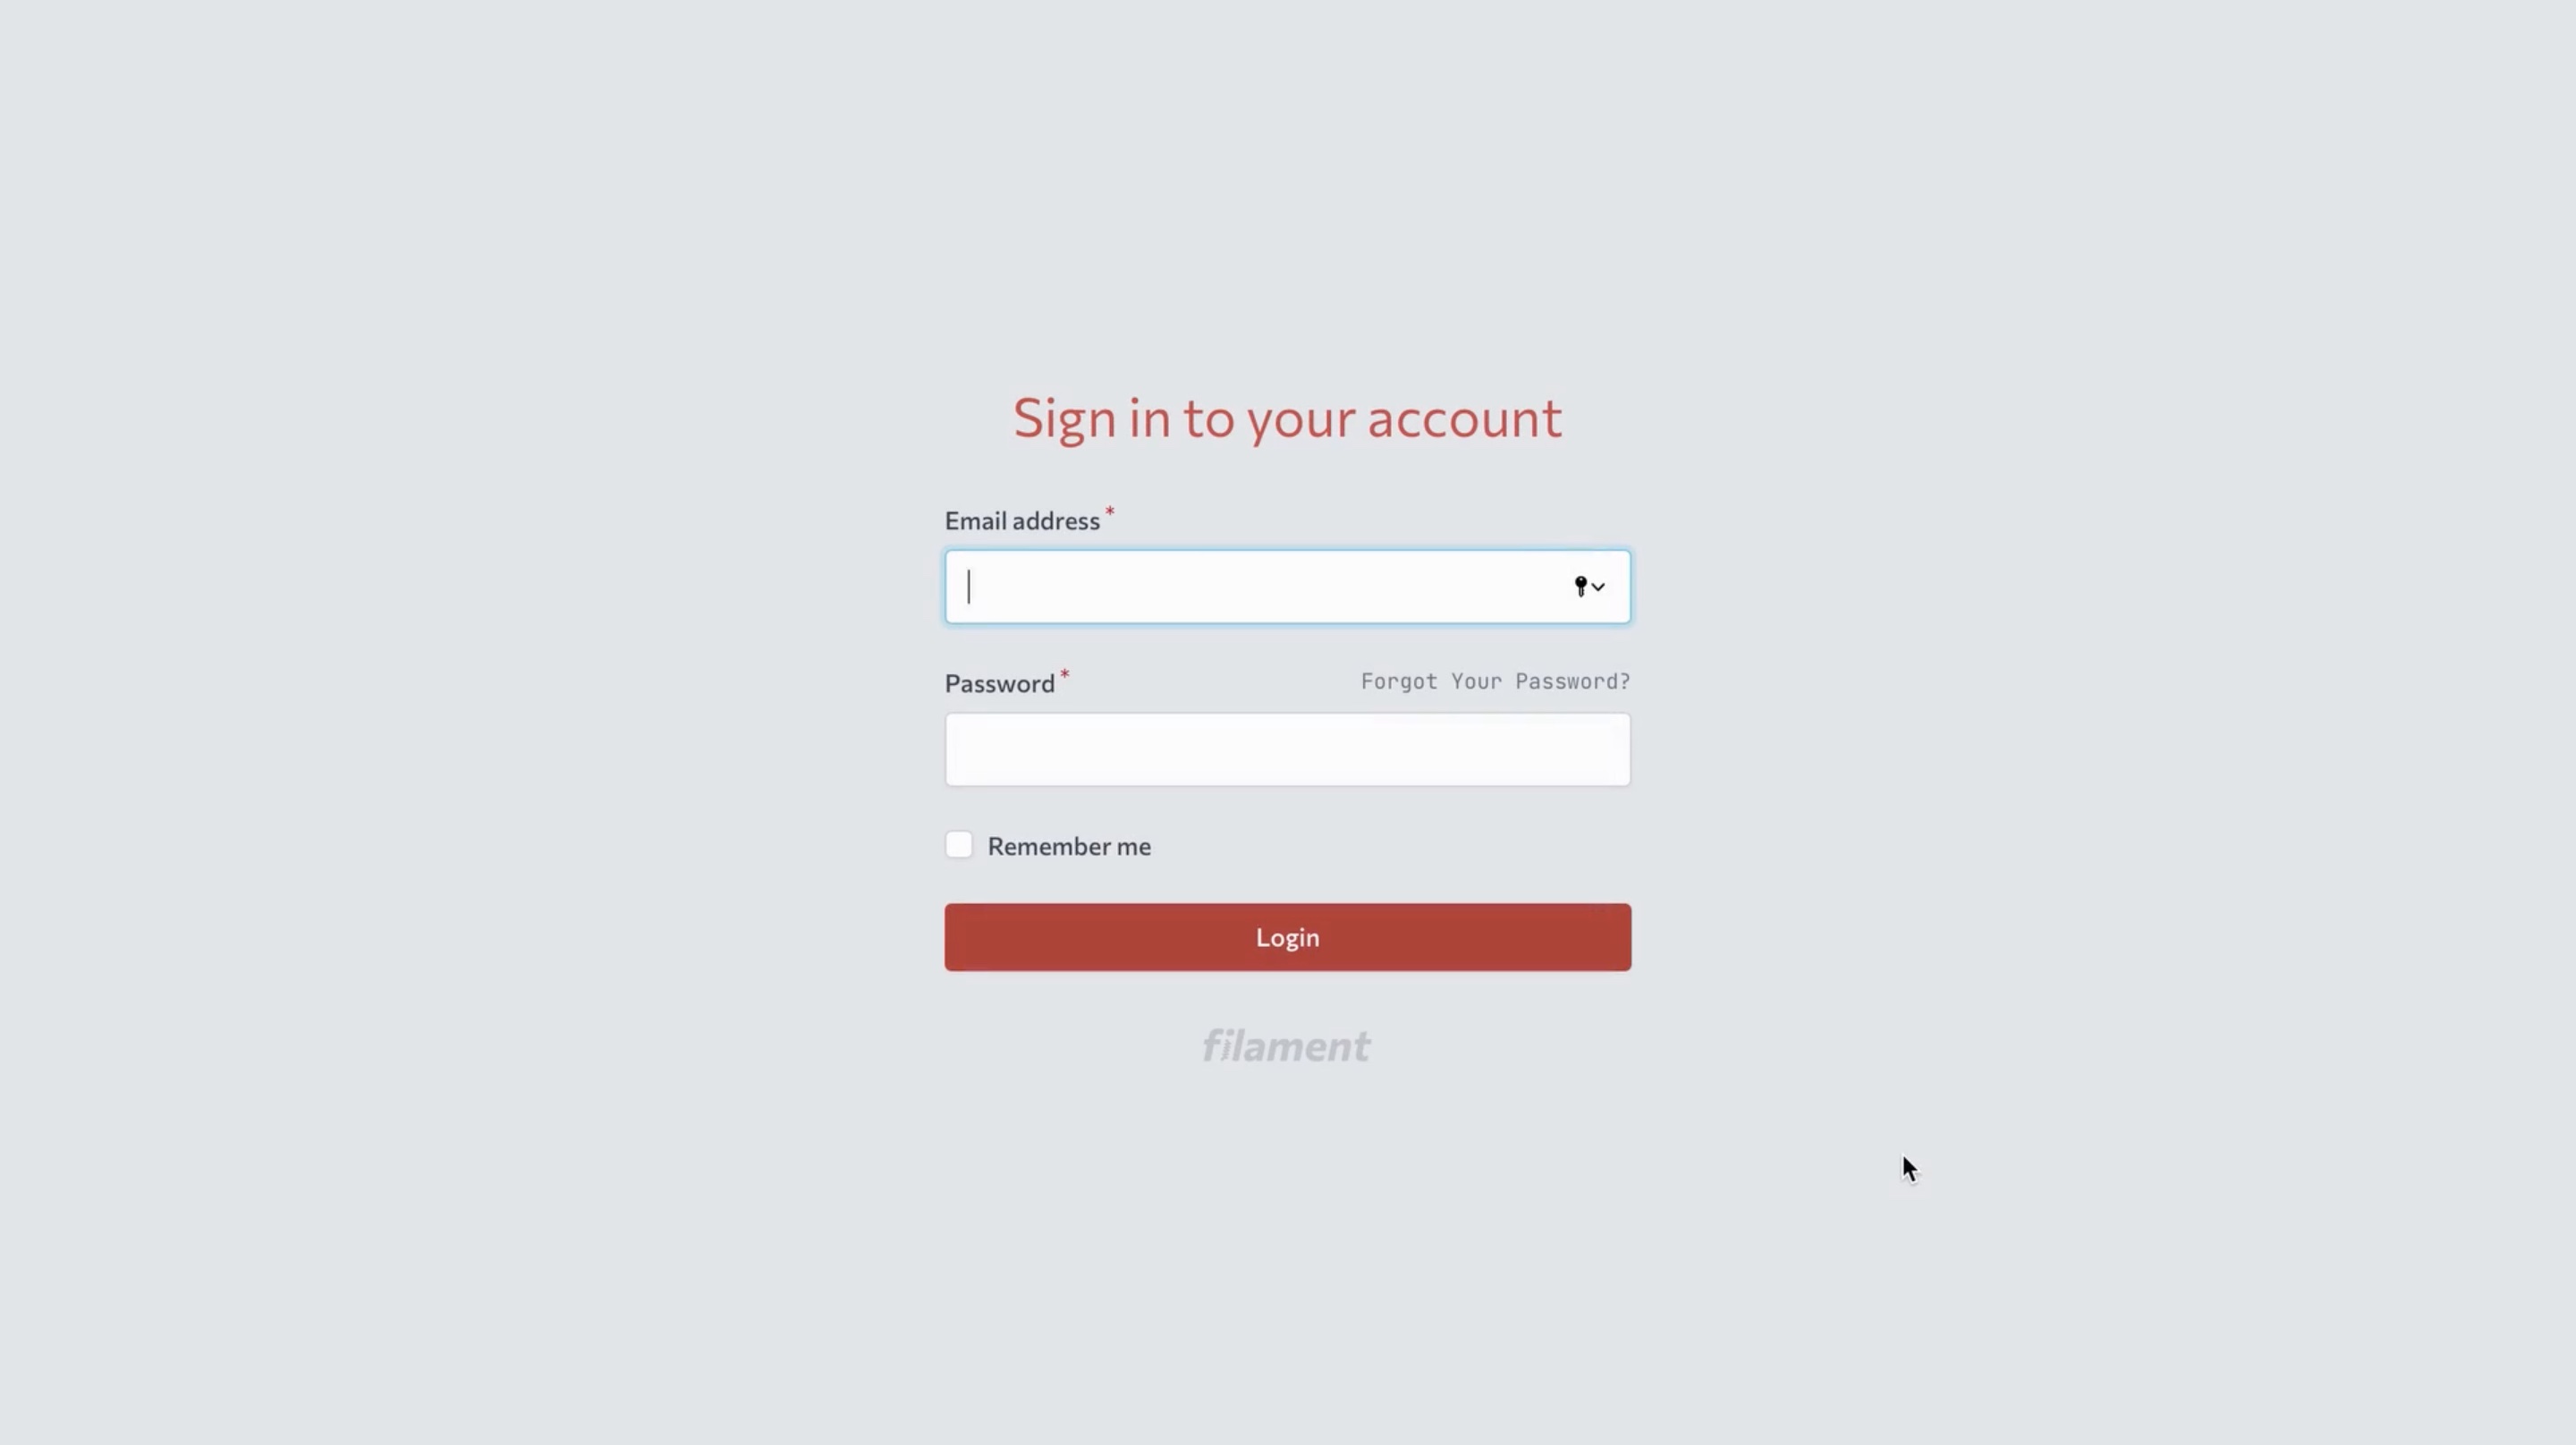 Sign in to your account
Email address *
Password * Forgot Your Password?
Remember me
Login
filament